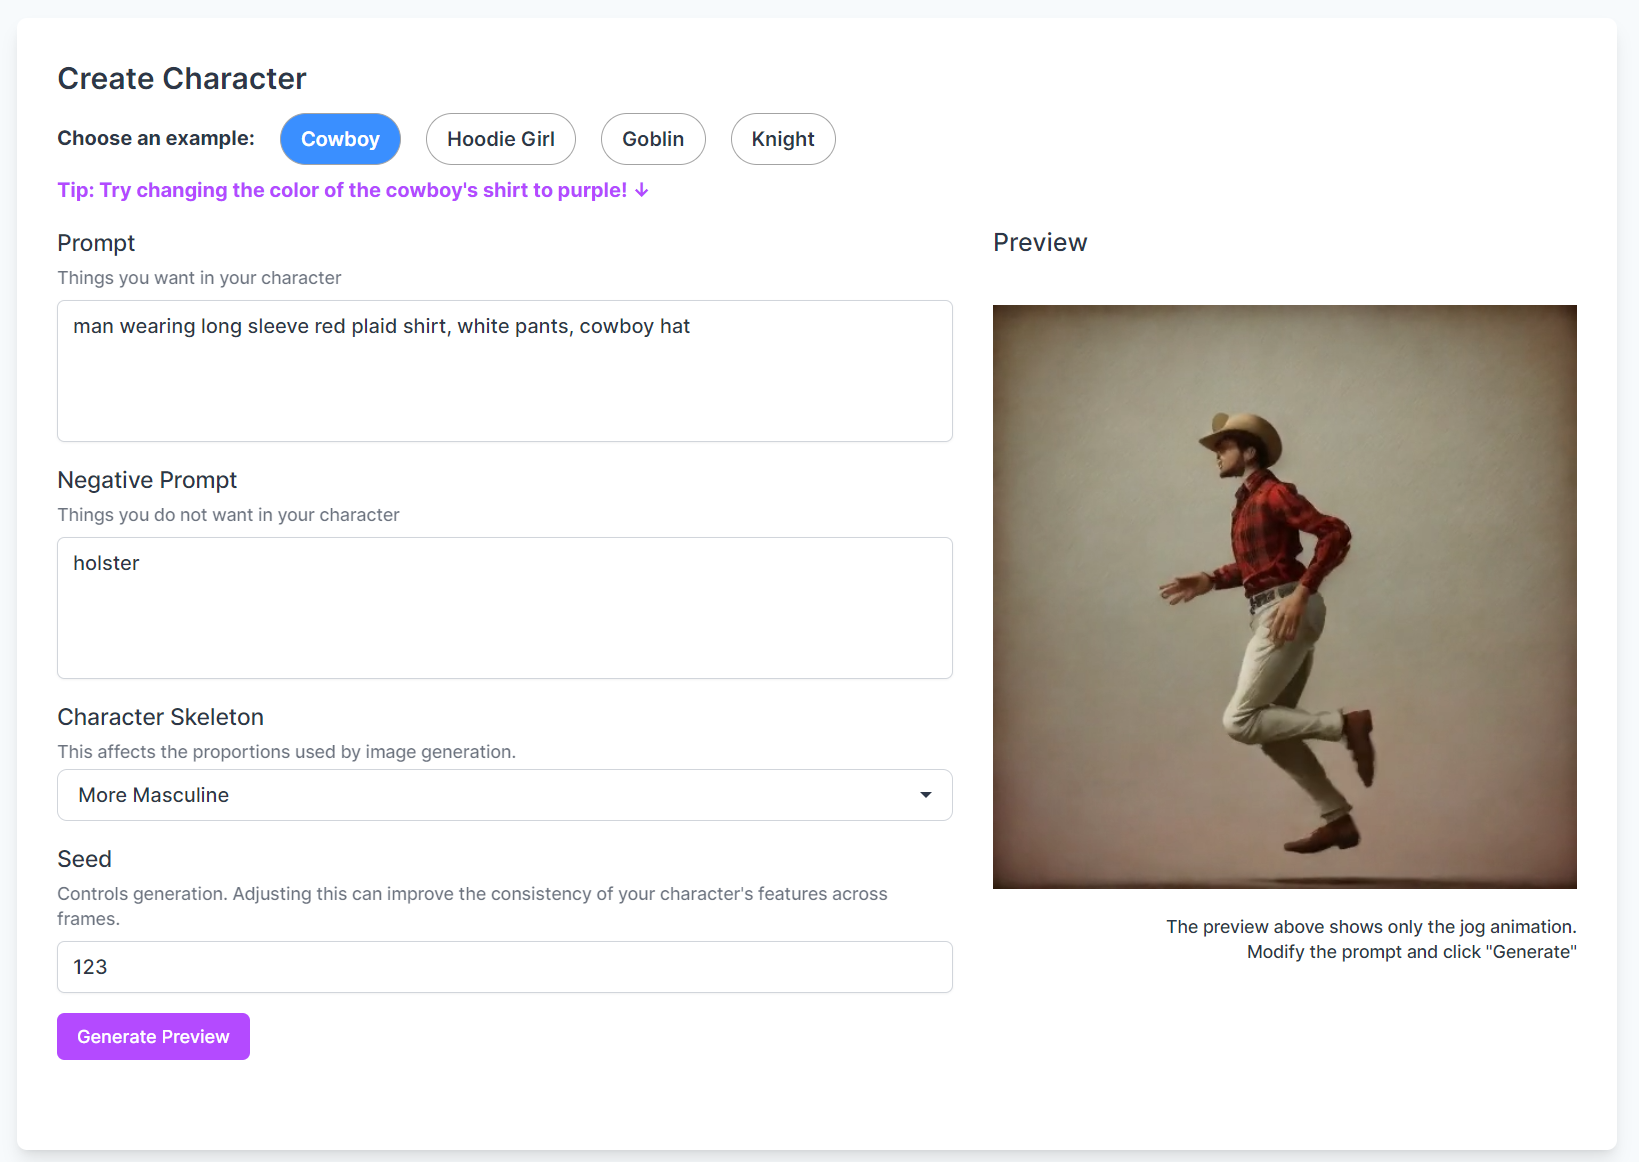 Create Character
Choose an example: Cowboy Hoodie Girl Goblin Knight
Tip: Try changing the color of the cowboy's shirt to purple! ↓
Prompt
Things you want in your character
man wearing long sleeve red plaid shirt, white pants, cowboy hat
Negative Prompt
Things you do not want in your character
holster
Character Skeleton
This affects the proportions used by image generation.
More Masculine
Seed
Controls generation. Adjusting this can improve the consistency of your character's features across
frames.
123
Generate Preview
Preview
The preview above shows only the jog animation.
Modify the prompt and click "Generate"